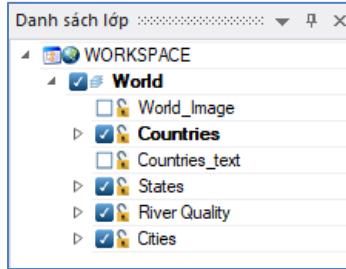 Danh sách lớp
WORKSPACE
World
World_Image
Countries
Countries_text
States
River Quality
Cities